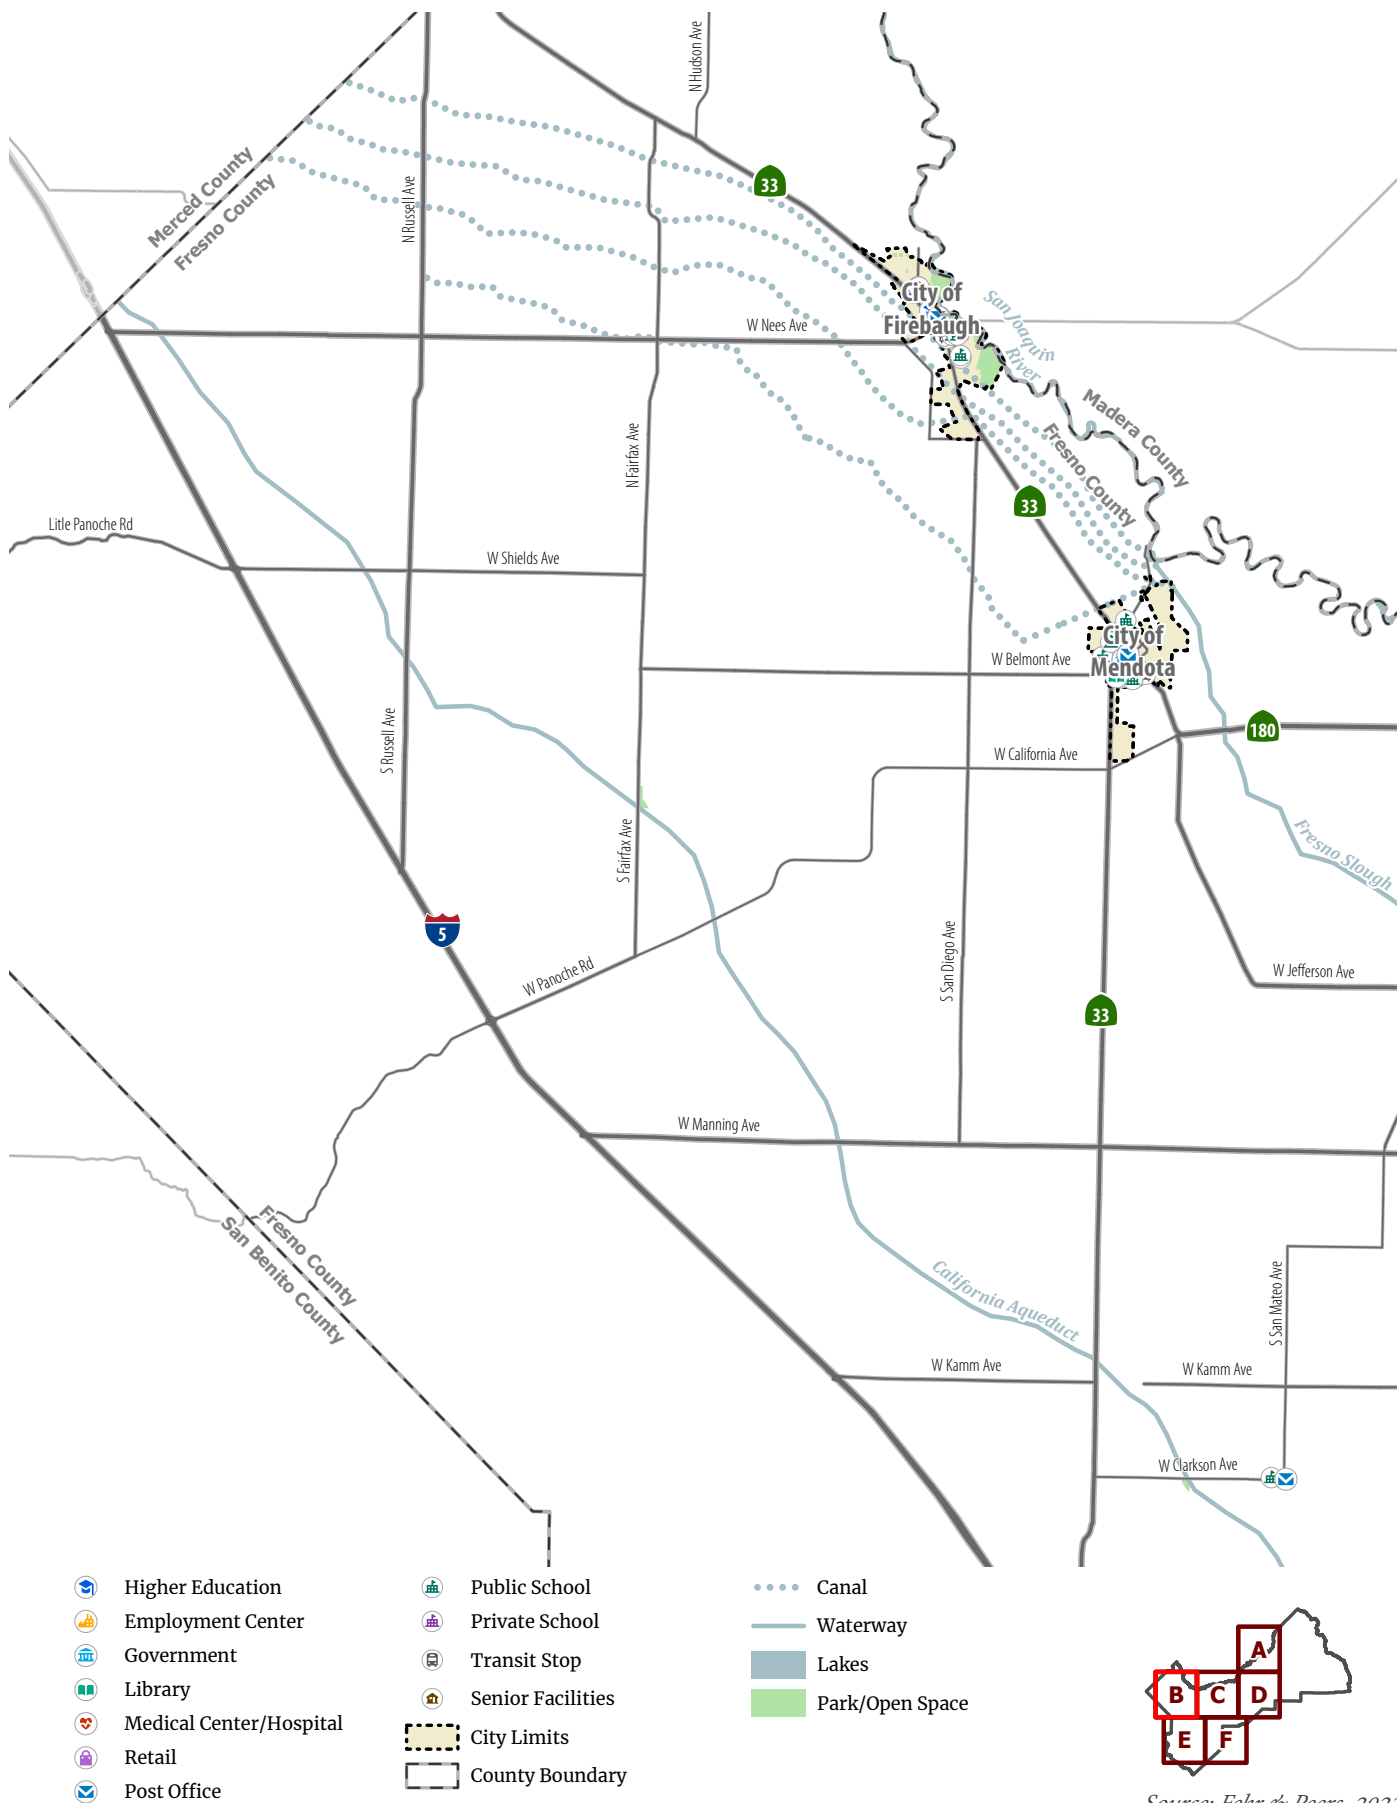 N Hudson Ave
Merced County
Fresno County
N Russell Ave
33
City of
Firebaugh
San Joaquin
River
W Nees Ave
Madera County
Fresno County
N Fairfax Ave
33
Little Panoche Rd
W Shields Ave
City of
Mendota
W Belmont Ave
S Russell Ave
180
W California Ave
S Fairfax Ave
Fresno Slough
5
S San Diego Ave
W Panoche Rd
W Jefferson Ave
33
W Manning Ave
Fresno County
San Benito County
California Aqueduct
S San Mateo Ave
W Kamm Ave
W Kamm Ave
W Clarkson Ave
Higher Education
Employment Center
Government
Library
Medical Center/Hospital
Retail
Post Office
Public School
Private School
Transit Stop
Senior Facilities
City Limits
County Boundary
Canal
Waterway
Lakes
Park/Open Space
A
B
C
D
E
F
Source: Fehr & Peers, 202